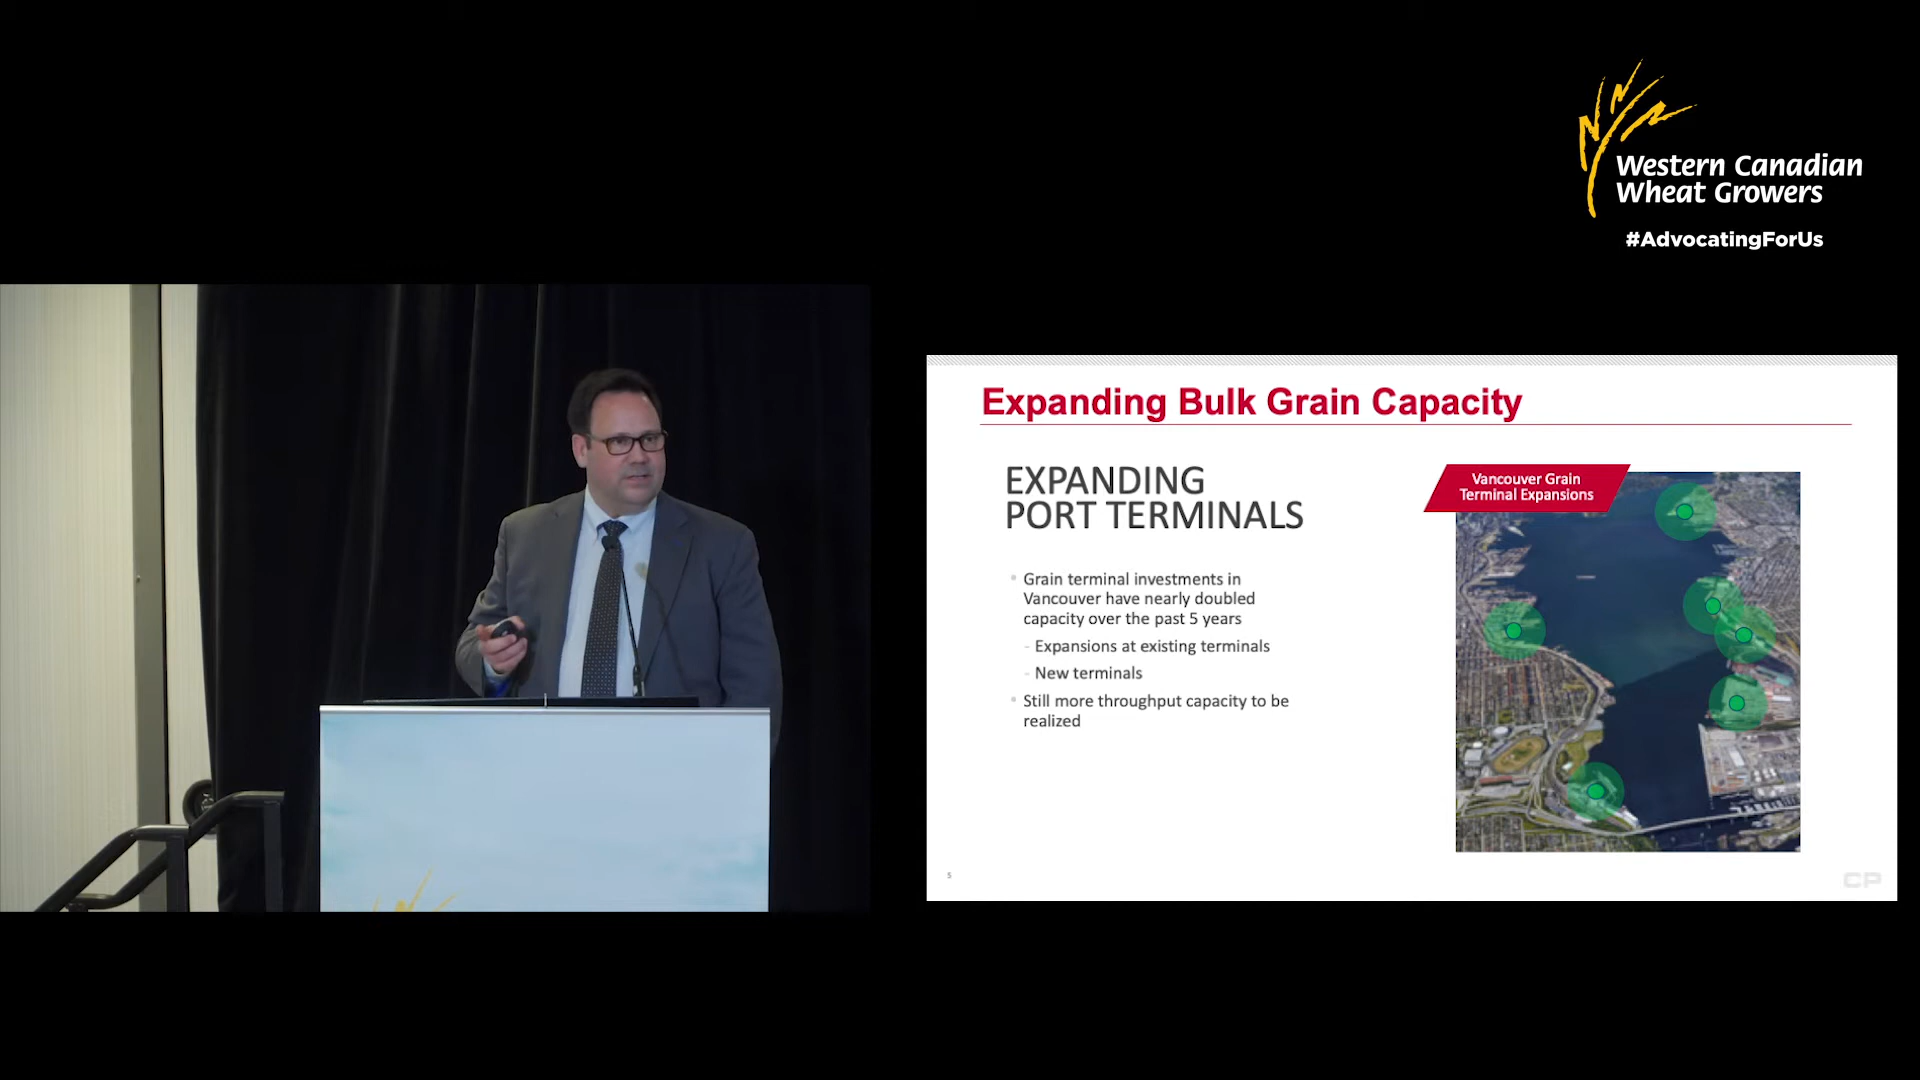 Western Canadian
Wheat Growers
#AdvocatingForUs
Expanding Bulk Grain Capacity
EXPANDING
PORT TERMINALS
Grain terminal investments in
Vancouver have nearly doubled
capacity over the past 5 years
- Expansions at existing terminals
- New terminals
Still more throughput capacity to be
realized
Vancouver Grain
Terminal Expansions
5
CP